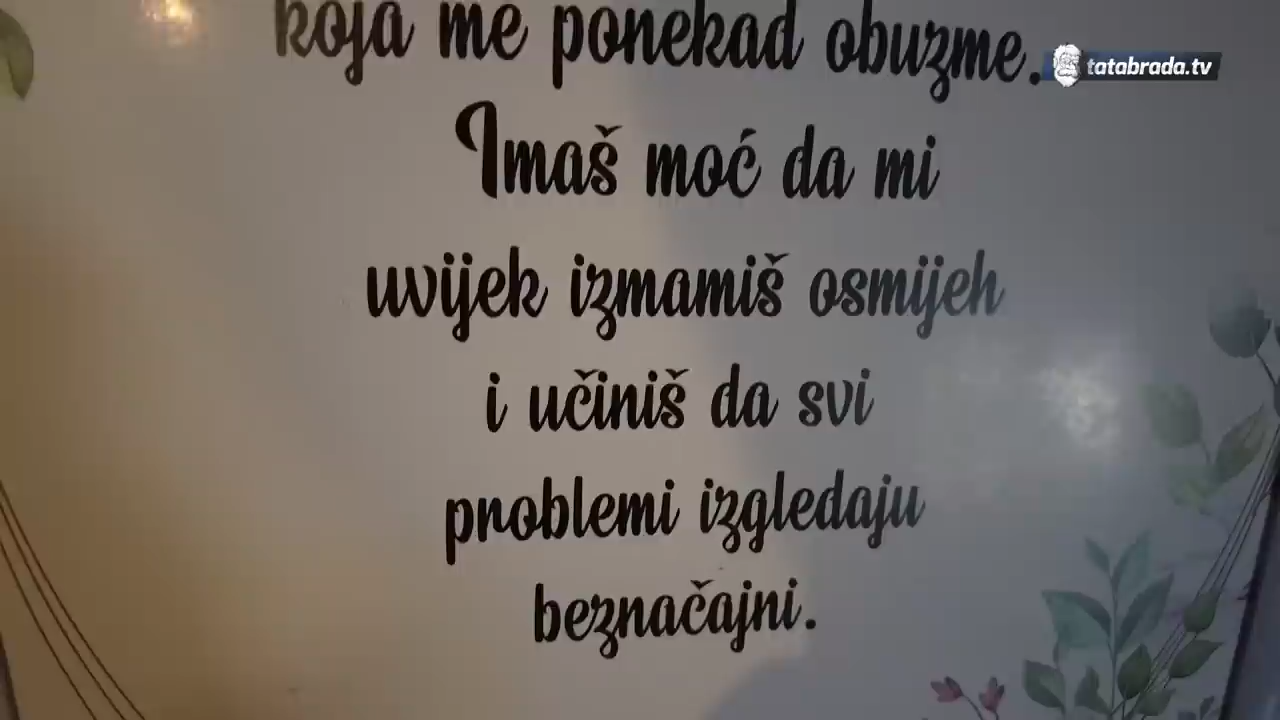 koja me ponekad obuzme.
tatabrada.tv
Imaš moć da mi
uvijek izmamiš osmijeh
i učiniš da svi
problemi izgledaju
beznačajni.